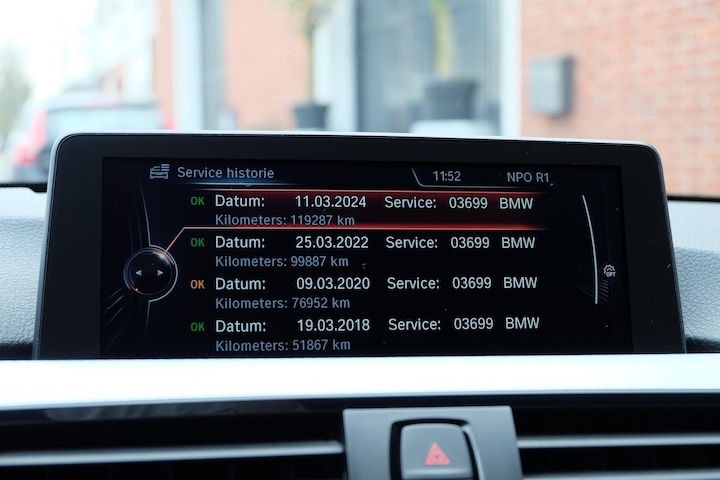 Service historie 11:52 NPO R1
OK Datum: 11.03.2024 Service: 03699 BMW
Kilometers: 119287 km
OK Datum: 25.03.2022 Service: 03699 BMW
Kilometers: 99887 km
OK Datum: 09.03.2020 Service: 03699 BMW
Kilometers: 76952 km
OK Datum: 19.03.2018 Service: 03699 BMW
Kilometers: 51867 km
OPT